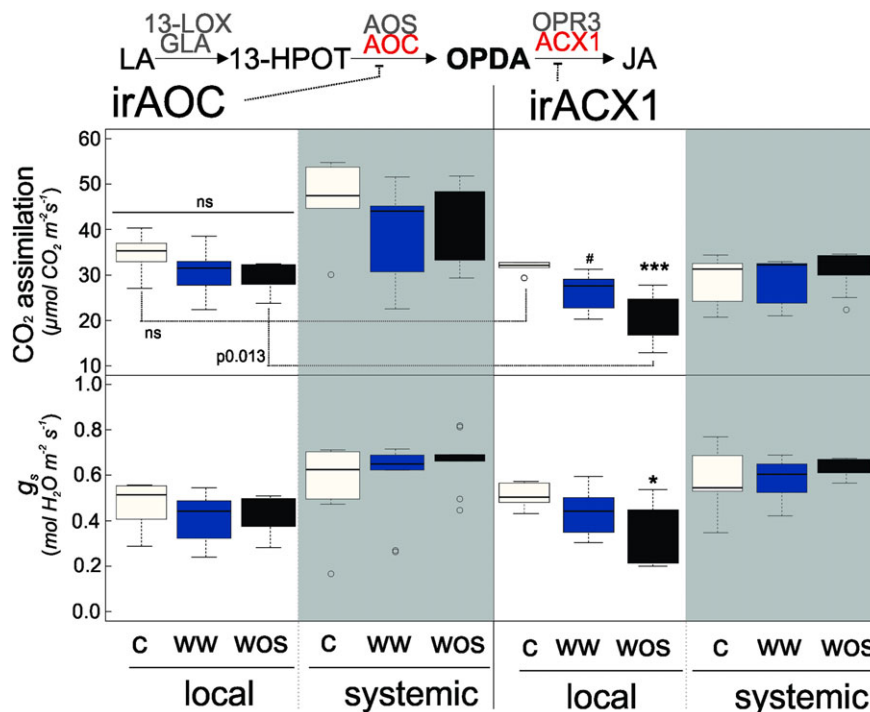 13-LOX AOS OPR3
GLA AOC ACX1
LA 13-HPOT OPDA JA
irAOC irACX1
CO₂ assimilation
(µmol CO₂ m⁻²s⁻¹)
60
50
40
30
20
10
ns
ns
p0.013
#
***
gs
(mol H₂O m⁻² s⁻¹)
1.0
0.8
0.6
0.4
0.2
0.0
*
C WW WOS C WW WOS C WW WOS C WW WOS
local systemic local systemic